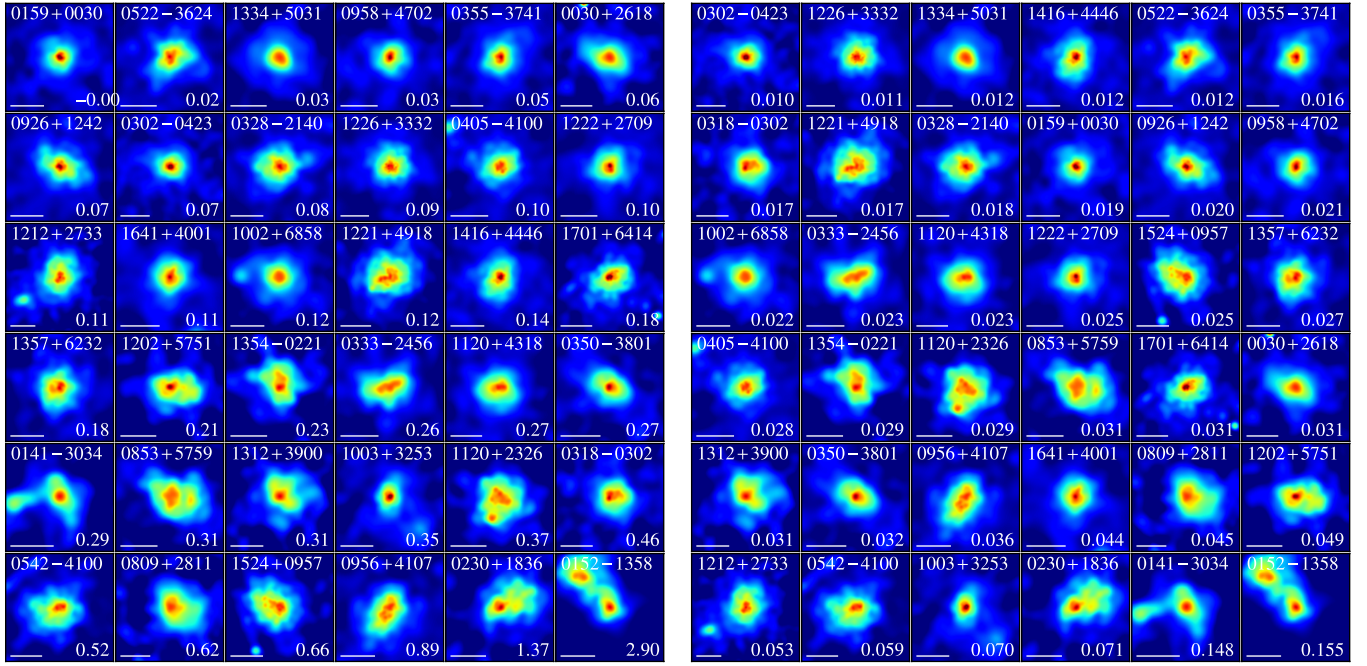 0159+0030 0522−3624 1334+5031 0958+4702 0355−3741 0030+2618
−0.00 0.02 0.03 0.03 0.05 0.06
0926+1242 0302-0423 0328−2140 1226+3332 0405−4100 1222+2709
0.07 0.07 0.08 0.09 0.10 0.10
1212+2733 1641+4001 1002+6858 1221+4918 1416+4446 1701+6414
0.11 0.11 0.12 0.12 0.14 0.18
1357+6232 1202+5751 1354−0221 0333−2456 1120+4318 0350−3801
0.18 0.21 0.23 0.26 0.27 0.27
0141−3034 0853+5759 1312+3900 1003+3253 1120+2326 0318−0302
0.29 0.31 0.31 0.35 0.37 0.46
0542−4100 0809+2811 1524+0957 0956+4107 0230+1836 0152−1358
0.52 0.62 0.66 0.89 1.37 2.90
0302-0423 1226+3332 1334+5031 1416+4446 0522−3624 0355−3741
0.010 0.011 0.012 0.012 0.012 0.016
0318-0302 1221+4918 0328−2140 0159+0030 0926+1242 0958+4702
0.017 0.017 0.018 0.019 0.020 0.021
1002+6858 0333−2456 1120+4318 1222+2709 1524+0957 1357+6232
0.022 0.023 0.023 0.025 0.025 0.027
0405−4100 1354−0221 1120+2326 0853+5759 1701+6414 0030+2618
0.028 0.029 0.029 0.031 0.031 0.031
1312+3900 0350−3801 0956+4107 1641+4001 0809+2811 1202+5751
0.031 0.032 0.036 0.044 0.045 0.049
1212+2733 0542−4100 1003+3253 0230+1836 0141−3034 0152−1358
0.053 0.059 0.070 0.071 0.148 0.155